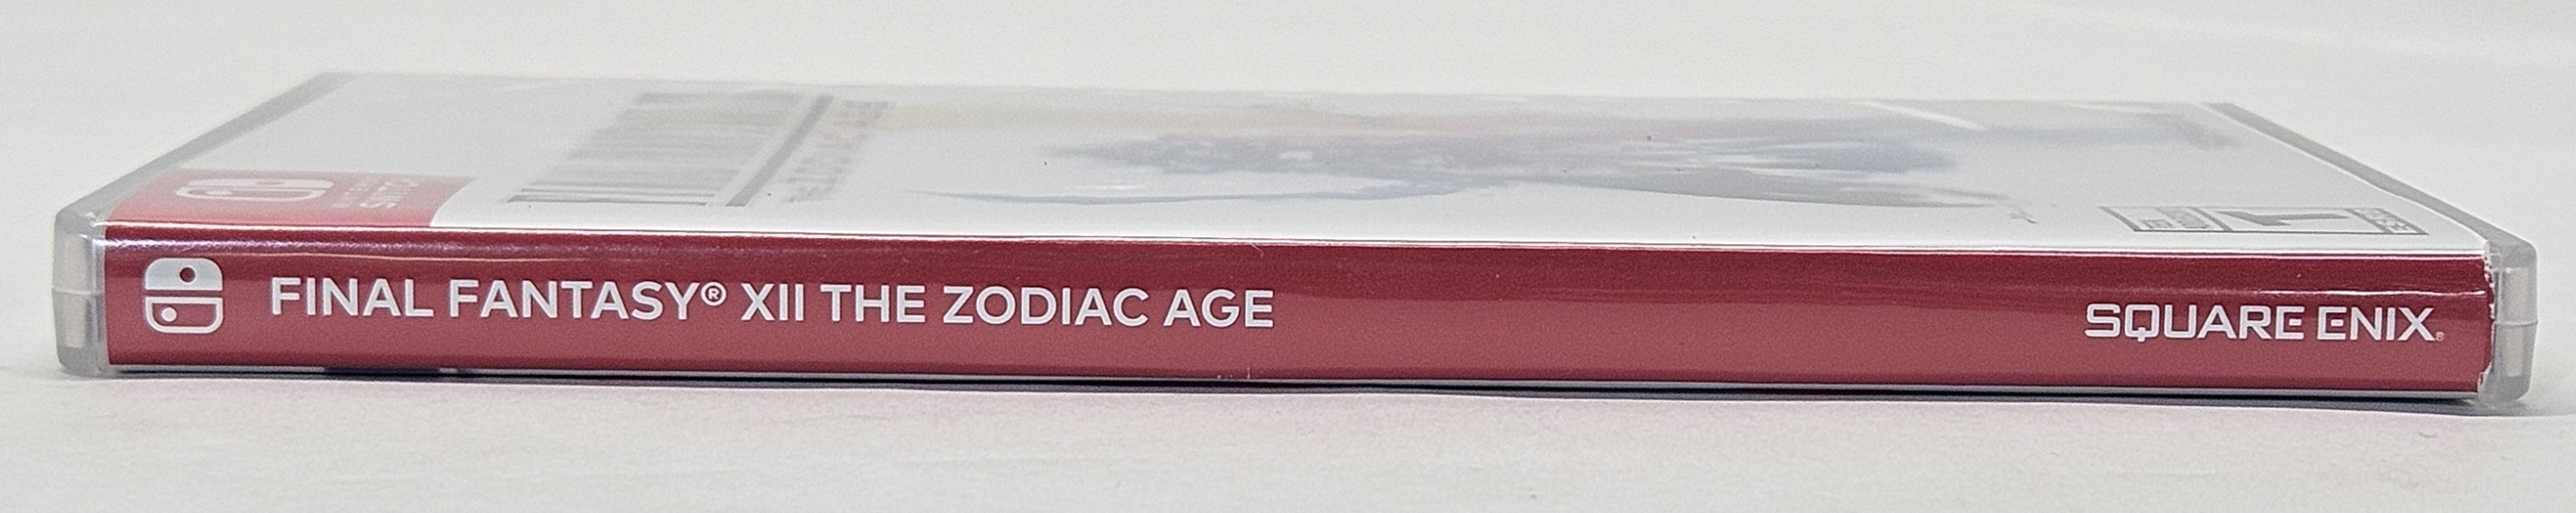 FINAL FANTASY® XII THE ZODIAC AGE
SQUARE ENIX®